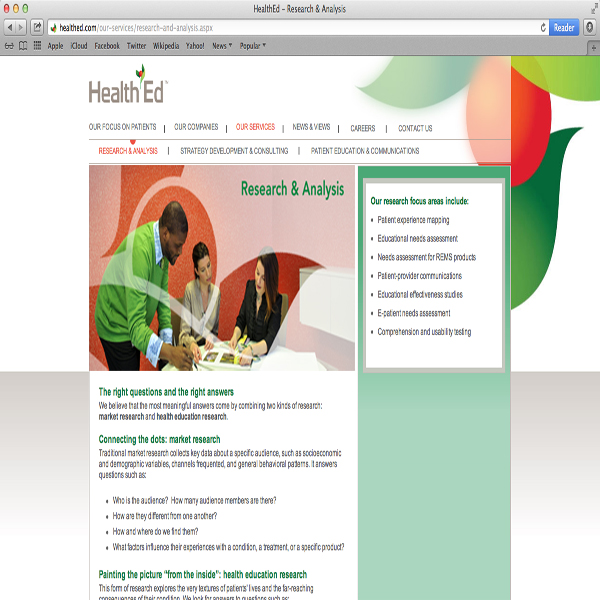 HealthEd – Research & Analysis
healthed.com/our-services/research-and-analysis.aspx
Reader
Apple iCloud Facebook Twitter Wikipedia Yahoo! News Popular
HealthEd™
OUR FOCUS ON PATIENTS | OUR COMPANIES | OUR SERVICES | NEWS & VIEWS | CAREERS | CONTACT US
RESEARCH & ANALYSIS | STRATEGY DEVELOPMENT & CONSULTING | PATIENT EDUCATION & COMMUNICATIONS
Research & Analysis
Our research focus areas include:
• Patient experience mapping
• Educational needs assessment
• Needs assessment for REMS products
• Patient-provider communications
• Educational effectiveness studies
• E-patient needs assessment
• Comprehension and usability testing
The right questions and the right answers
We believe that the most meaningful answers come by combining two kinds of research:
market research and health education research.
Connecting the dots: market research
Traditional market research collects key data about a specific audience, such as socioeconomic
and demographic variables, channels frequented, and general behavioral patterns. It answers
questions such as:
• Who is the audience? How many audience members are there?
• How are they different from one another?
• How and where do we find them?
• What factors influence their experiences with a condition, a treatment, or a specific product?
Painting the picture “from the inside”: health education research
This form of research explores the very textures of patients' lives and the far-reaching
consequences of their condition. We look for answers to questions such as: